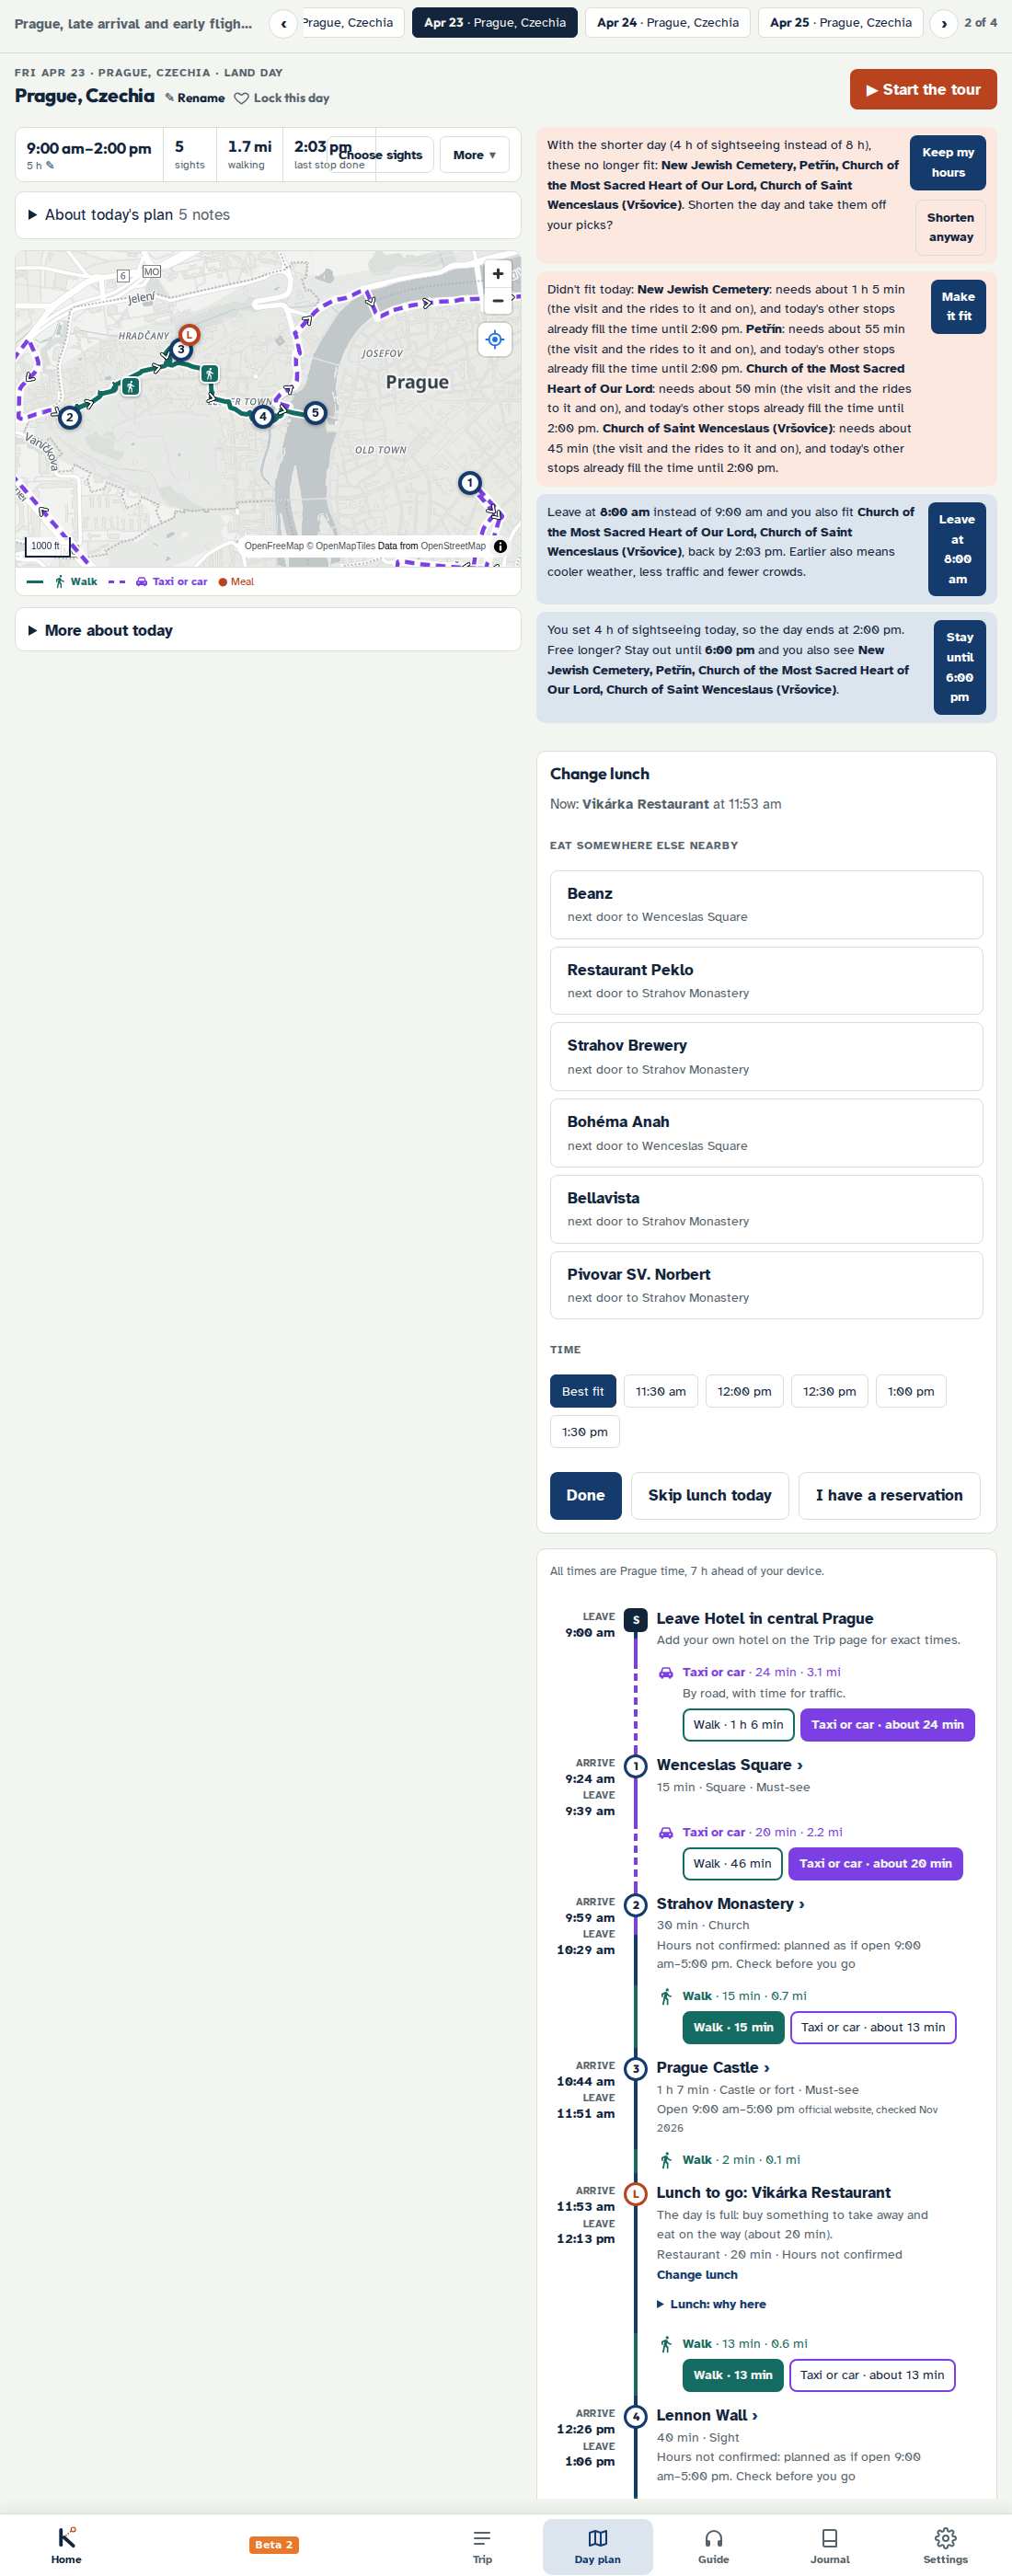 Prague, late arrival and early fligh...
‹
Prague, Czechia
Apr 23 · Prague, Czechia
Apr 24 · Prague, Czechia
Apr 25 · Prague, Czechia
›
2 of 4
FRI APR 23 · PRAGUE, CZECHIA · LAND DAY
Prague, Czechia ✎ Rename Lock this day
▶ Start the tour
9:00 am–2:00 pm
5 h ✎
5
sights
1.7 mi
walking
2:03 pm
last stop done
Choose sights
More ▾
▶ About today's plan 5 notes
6
MO
Jelení
HRADČANY
JOSEFOV
Prague
OLD TOWN
ER TOWN
Vaníčkova
L
3
2
4
5
1
+
−
1000 ft
OpenFreeMap © OpenMapTiles Data from OpenStreetMap
Walk
Taxi or car
Meal
▶ More about today
With the shorter day (4 h of sightseeing instead of 8 h),
these no longer fit: New Jewish Cemetery, Petřín, Church of
the Most Sacred Heart of Our Lord, Church of Saint
Wenceslaus (Vršovice). Shorten the day and take them off
your picks?
Keep my
hours
Shorten
anyway
Didn't fit today: New Jewish Cemetery: needs about 1 h 5 min
(the visit and the rides to it and on), and today's other stops
already fill the time until 2:00 pm. Petřín: needs about 55 min
(the visit and the rides to it and on), and today's other stops
already fill the time until 2:00 pm. Church of the Most Sacred
Heart of Our Lord: needs about 50 min (the visit and the rides
to it and on), and today's other stops already fill the time until
2:00 pm. Church of Saint Wenceslaus (Vršovice): needs about
45 min (the visit and the rides to it and on), and today's other
stops already fill the time until 2:00 pm.
Make
it fit
Leave at 8:00 am instead of 9:00 am and you also fit Church of
the Most Sacred Heart of Our Lord, Church of Saint
Wenceslaus (Vršovice), back by 2:03 pm. Earlier also means
cooler weather, less traffic and fewer crowds.
Leave
at
8:00
am
You set 4 h of sightseeing today, so the day ends at 2:00 pm.
Free longer? Stay out until 6:00 pm and you also see New
Jewish Cemetery, Petřín, Church of the Most Sacred Heart of
Our Lord, Church of Saint Wenceslaus (Vršovice).
Stay
until
6:00
pm
Change lunch
Now: Vikárka Restaurant at 11:53 am
EAT SOMEWHERE ELSE NEARBY
Beanz
next door to Wenceslas Square
Restaurant Peklo
next door to Strahov Monastery
Strahov Brewery
next door to Strahov Monastery
Bohéma Anah
next door to Wenceslas Square
Bellavista
next door to Strahov Monastery
Pivovar SV. Norbert
next door to Strahov Monastery
TIME
Best fit
11:30 am
12:00 pm
12:30 pm
1:00 pm
1:30 pm
Done
Skip lunch today
I have a reservation
All times are Prague time, 7 h ahead of your device.
LEAVE
9:00 am
S
Leave Hotel in central Prague
Add your own hotel on the Trip page for exact times.
Taxi or car · 24 min · 3.1 mi
By road, with time for traffic.
Walk · 1 h 6 min
Taxi or car · about 24 min
ARRIVE
9:24 am
LEAVE
9:39 am
1
Wenceslas Square ›
15 min · Square · Must-see
Taxi or car · 20 min · 2.2 mi
Walk · 46 min
Taxi or car · about 20 min
ARRIVE
9:59 am
LEAVE
10:29 am
2
Strahov Monastery ›
30 min · Church
Hours not confirmed: planned as if open 9:00
am–5:00 pm. Check before you go
Walk · 15 min · 0.7 mi
Walk · 15 min
Taxi or car · about 13 min
ARRIVE
10:44 am
LEAVE
11:51 am
3
Prague Castle ›
1 h 7 min · Castle or fort · Must-see
Open 9:00 am–5:00 pm official website, checked Nov
2026
Walk · 2 min · 0.1 mi
ARRIVE
11:53 am
LEAVE
12:13 pm
L
Lunch to go: Vikárka Restaurant
The day is full: buy something to take away and
eat on the way (about 20 min).
Restaurant · 20 min · Hours not confirmed
Change lunch
▶ Lunch: why here
Walk · 13 min · 0.6 mi
Walk · 13 min
Taxi or car · about 13 min
ARRIVE
12:26 pm
LEAVE
1:06 pm
4
Lennon Wall ›
40 min · Sight
Hours not confirmed: planned as if open 9:00
am–5:00 pm. Check before you go
Home
Beta 2
Trip
Day plan
Guide
Journal
Settings